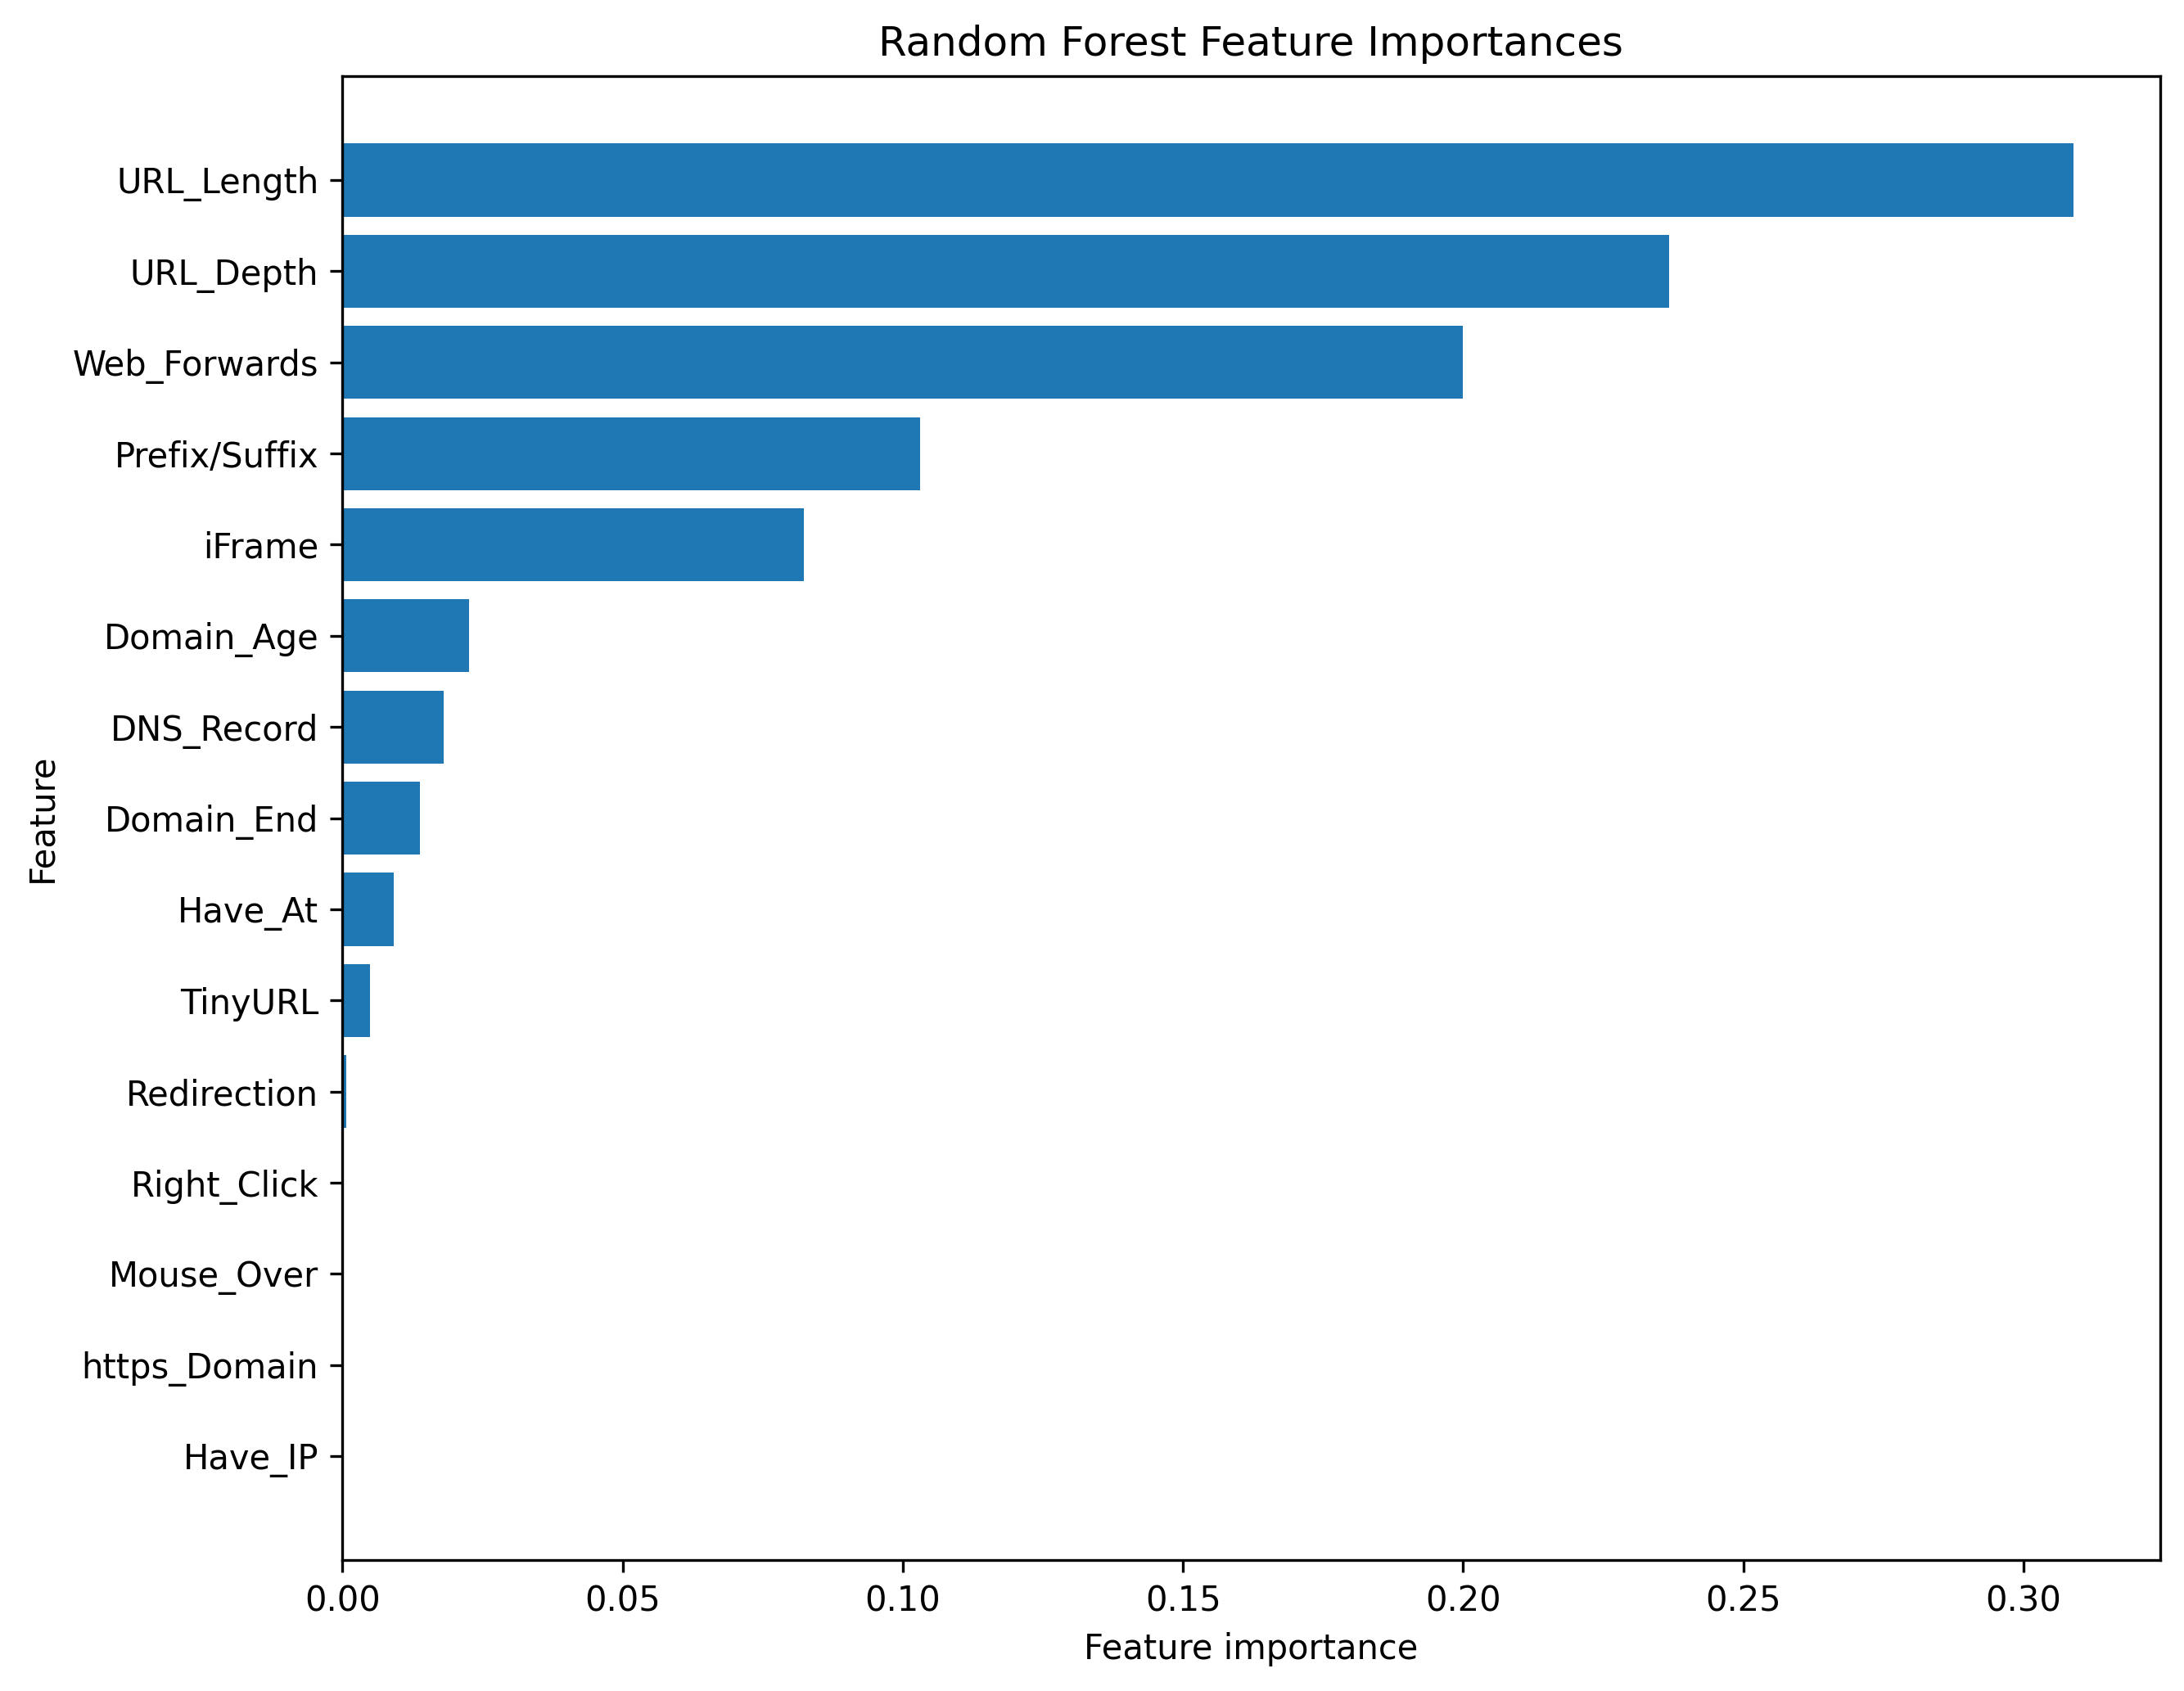 Random Forest Feature Importances
URL_Length
URL_Depth
Web_Forwards
Prefix/Suffix
iFrame
Domain_Age
DNS_Record
Domain_End
Have_At
TinyURL
Redirection
Right_Click
Mouse_Over
https_Domain
Have_IP
Feature
0.00 0.05 0.10 0.15 0.20 0.25 0.30
Feature importance